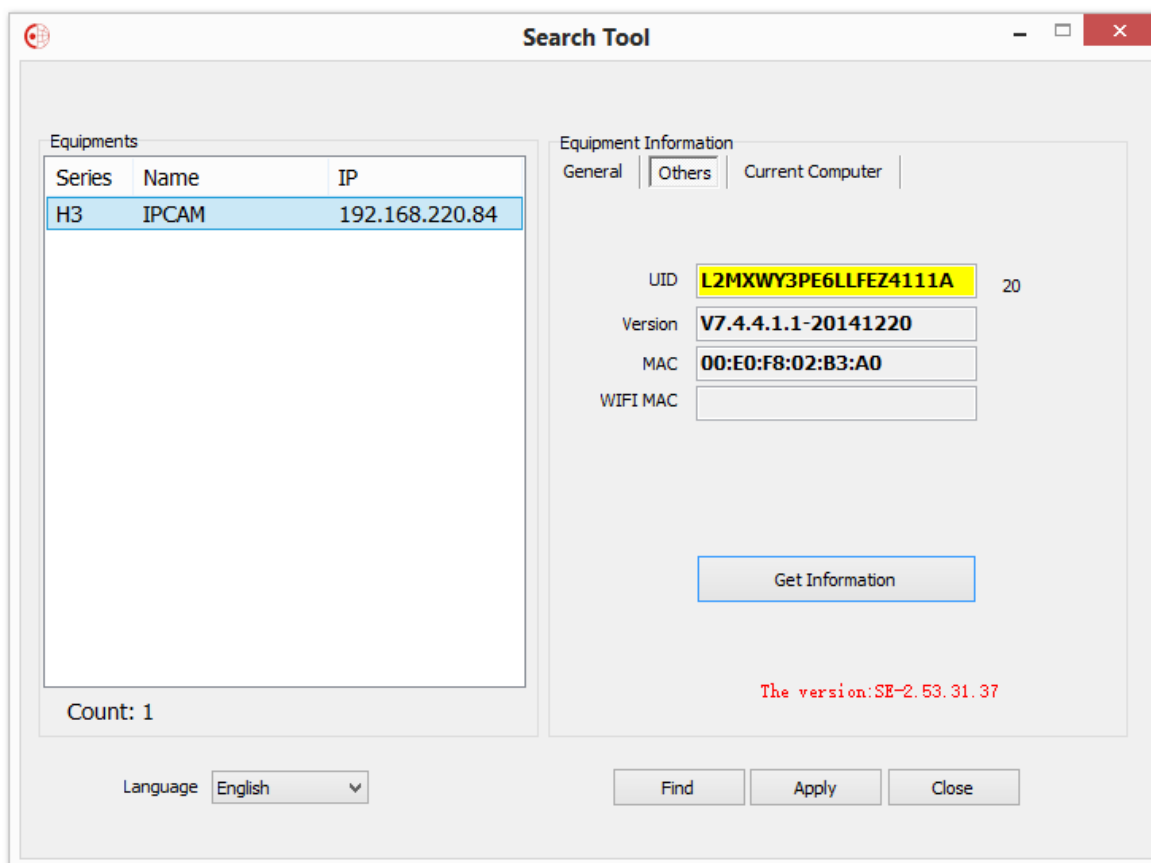 Search Tool
Equipments
Series Name IP
H3 IPCAM 192.168.220.84
Count: 1
Equipment Information
General Others Current Computer
UID L2MXWY3PE6LLFEZ4111A 20
Version V7.4.4.1.1-20141220
MAC 00:E0:F8:02:B3:A0
WIFI MAC
Get Information
The version:SE-2.53.31.37
Language English
Find Apply Close